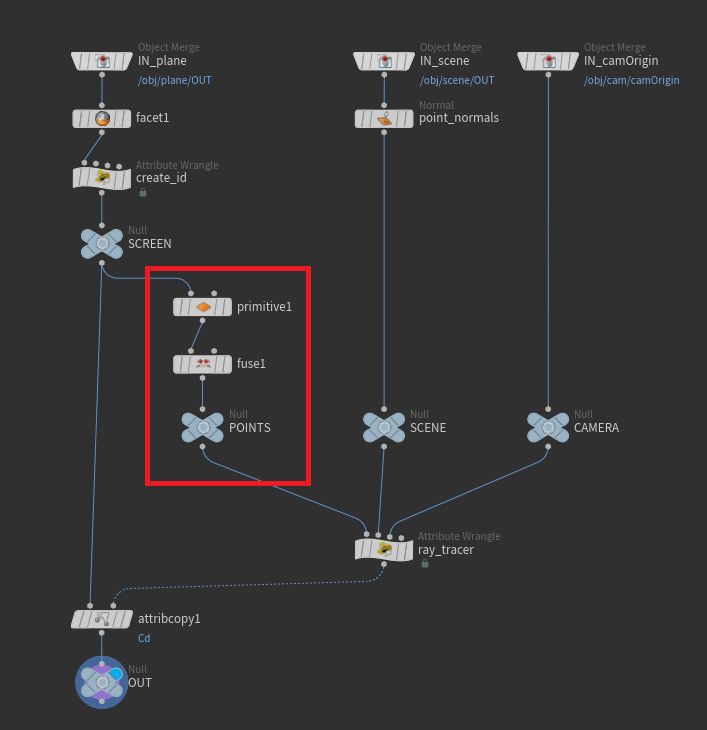 Object Merge
IN_plane
/obj/plane/OUT
Object Merge
IN_scene
/obj/scene/OUT
Object Merge
IN_camOrigin
/obj/cam/camOrigin
facet1
Normal
point_normals
Attribute Wrangle
create_id
Null
SCREEN
primitive1
fuse1
Null
POINTS
Null
SCENE
Null
CAMERA
Attribute Wrangle
ray_tracer
attribcopy1
Cd
Null
OUT